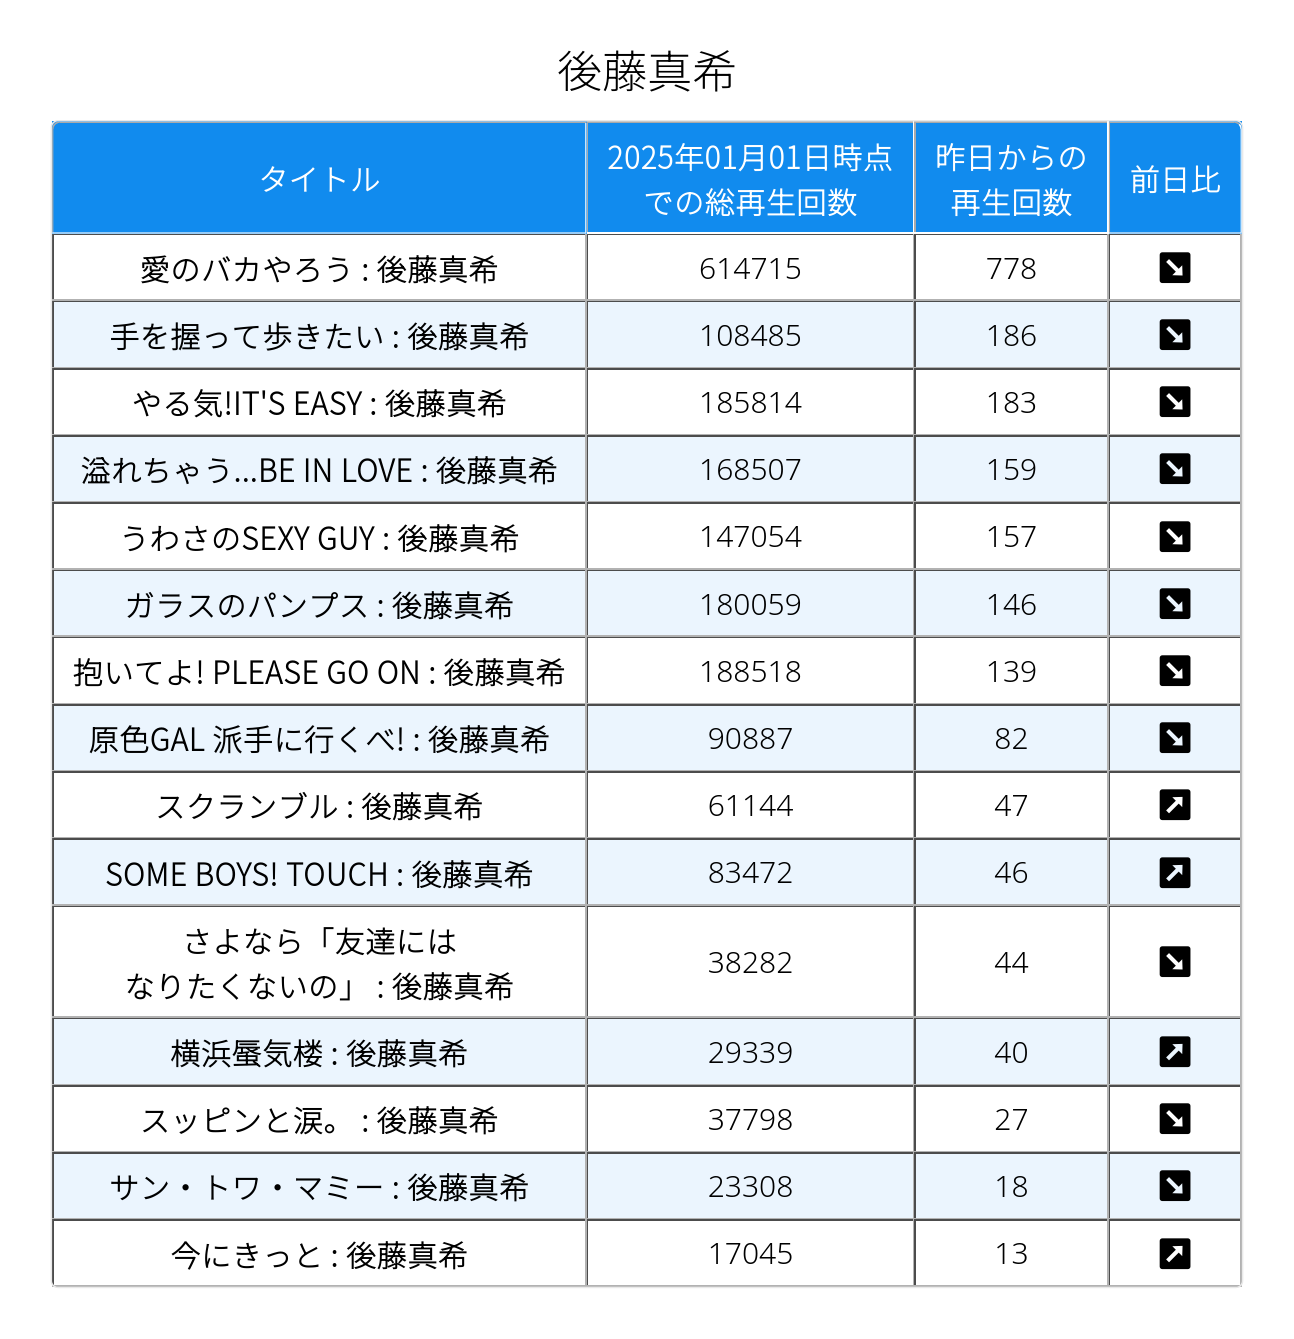 後藤真希
タイトル
2025年01月01日時点
での総再生回数
昨日からの
再生回数
前日比
愛のバカやろう : 後藤真希 614715 778
手を握って歩きたい : 後藤真希 108485 186
やる気!IT'S EASY : 後藤真希 185814 183
溢れちゃう...BE IN LOVE : 後藤真希 168507 159
うわさのSEXY GUY : 後藤真希 147054 157
ガラスのパンプス : 後藤真希 180059 146
抱いてよ! PLEASE GO ON : 後藤真希 188518 139
原色GAL 派手に行くべ! : 後藤真希 90887 82
スクランブル : 後藤真希 61144 47
SOME BOYS! TOUCH : 後藤真希 83472 46
さよなら「友達には
なりたくないの」 : 後藤真希 38282 44
横浜蜃気楼 : 後藤真希 29339 40
スッピンと涙。 : 後藤真希 37798 27
サン・トワ・マミー : 後藤真希 23308 18
今にきっと : 後藤真希 17045 13